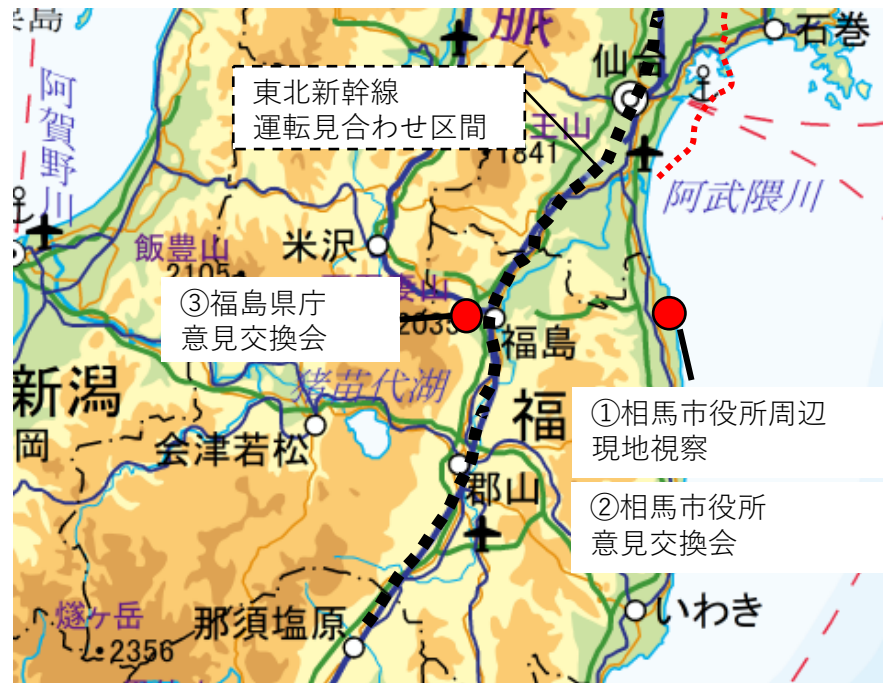 脈
石巻
仙台
阿賀野川
東北新幹線
運転見合わせ区間
王山
1841
阿武隈川
飯豊山
2105
米沢
③福島県庁
意見交換会
2035
福島
新潟
猪苗代湖
福
①相馬市役所周辺
現地視察
岡
会津若松
郡山
②相馬市役所
意見交換会
燧ヶ岳
2356
那須塩原
いわき